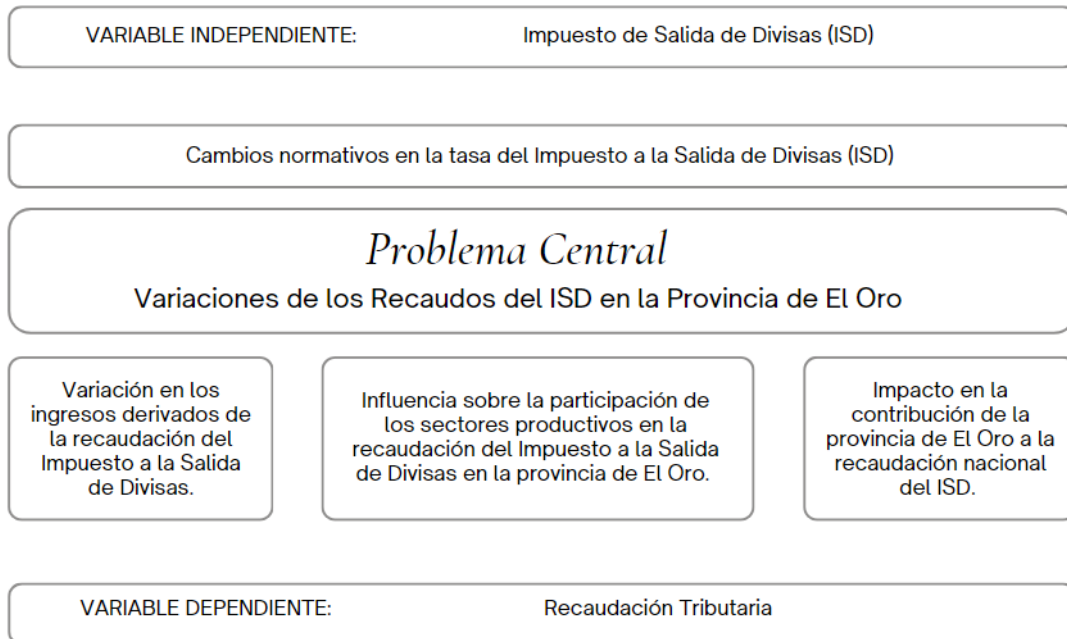 VARIABLE INDEPENDIENTE: Impuesto de Salida de Divisas (ISD)
Cambios normativos en la tasa del Impuesto a la Salida de Divisas (ISD)
Problema Central
Variaciones de los Recaudos del ISD en la Provincia de El Oro
Variación en los
ingresos derivados de
la recaudación del
Impuesto a la Salida
de Divisas.
Influencia sobre la participación de
los sectores productivos en la
recaudación del Impuesto a la Salida
de Divisas en la provincia de El Oro.
Impacto en la
contribución de la
provincia de El Oro a la
recaudación nacional
del ISD.
VARIABLE DEPENDIENTE: Recaudación Tributaria